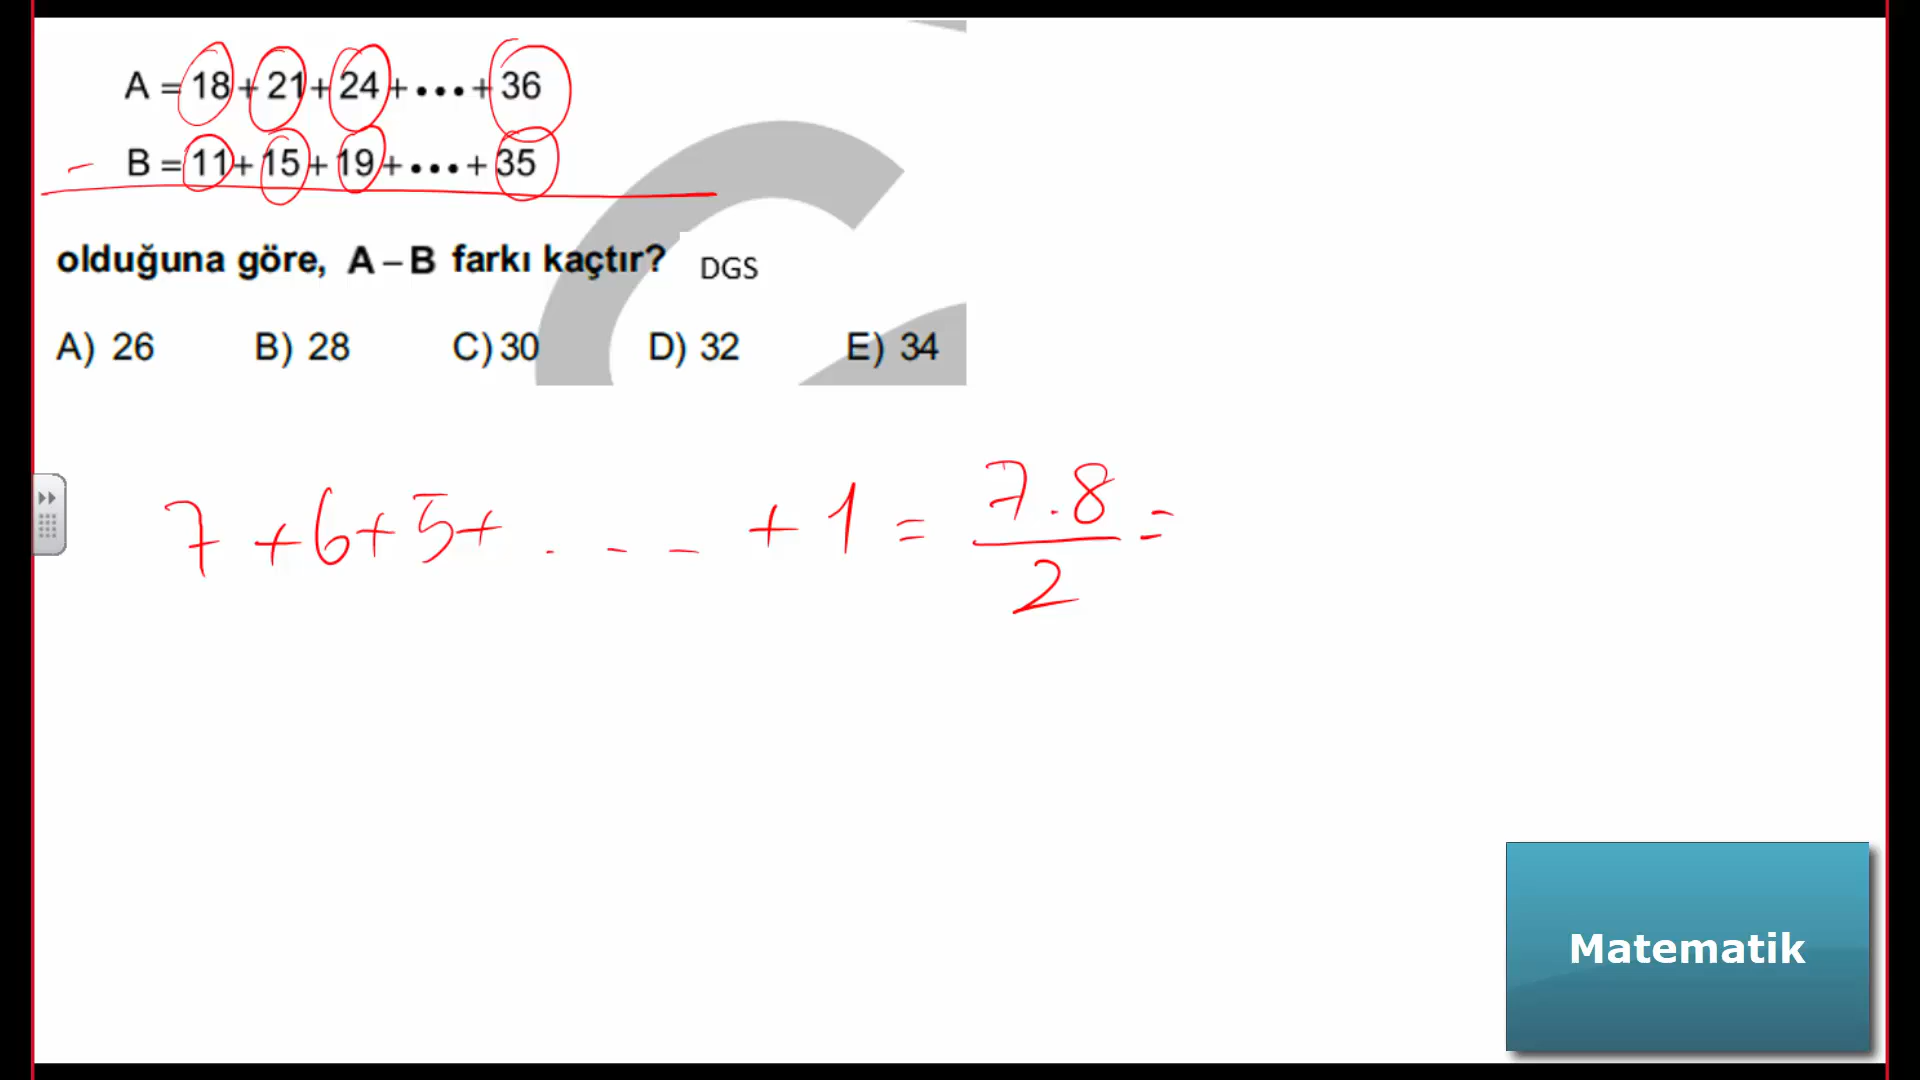 A = 18 + 21 + 24 + ••• + 36
- B = 11 + 15 + 19 + ••• + 35
olduğuna göre, A – B farkı kaçtır? DGS
A) 26 B) 28 C) 30 D) 32 E) 34
7 + 6 + 5 + . - - - + 1 = 7.8 / 2 =
Matematik